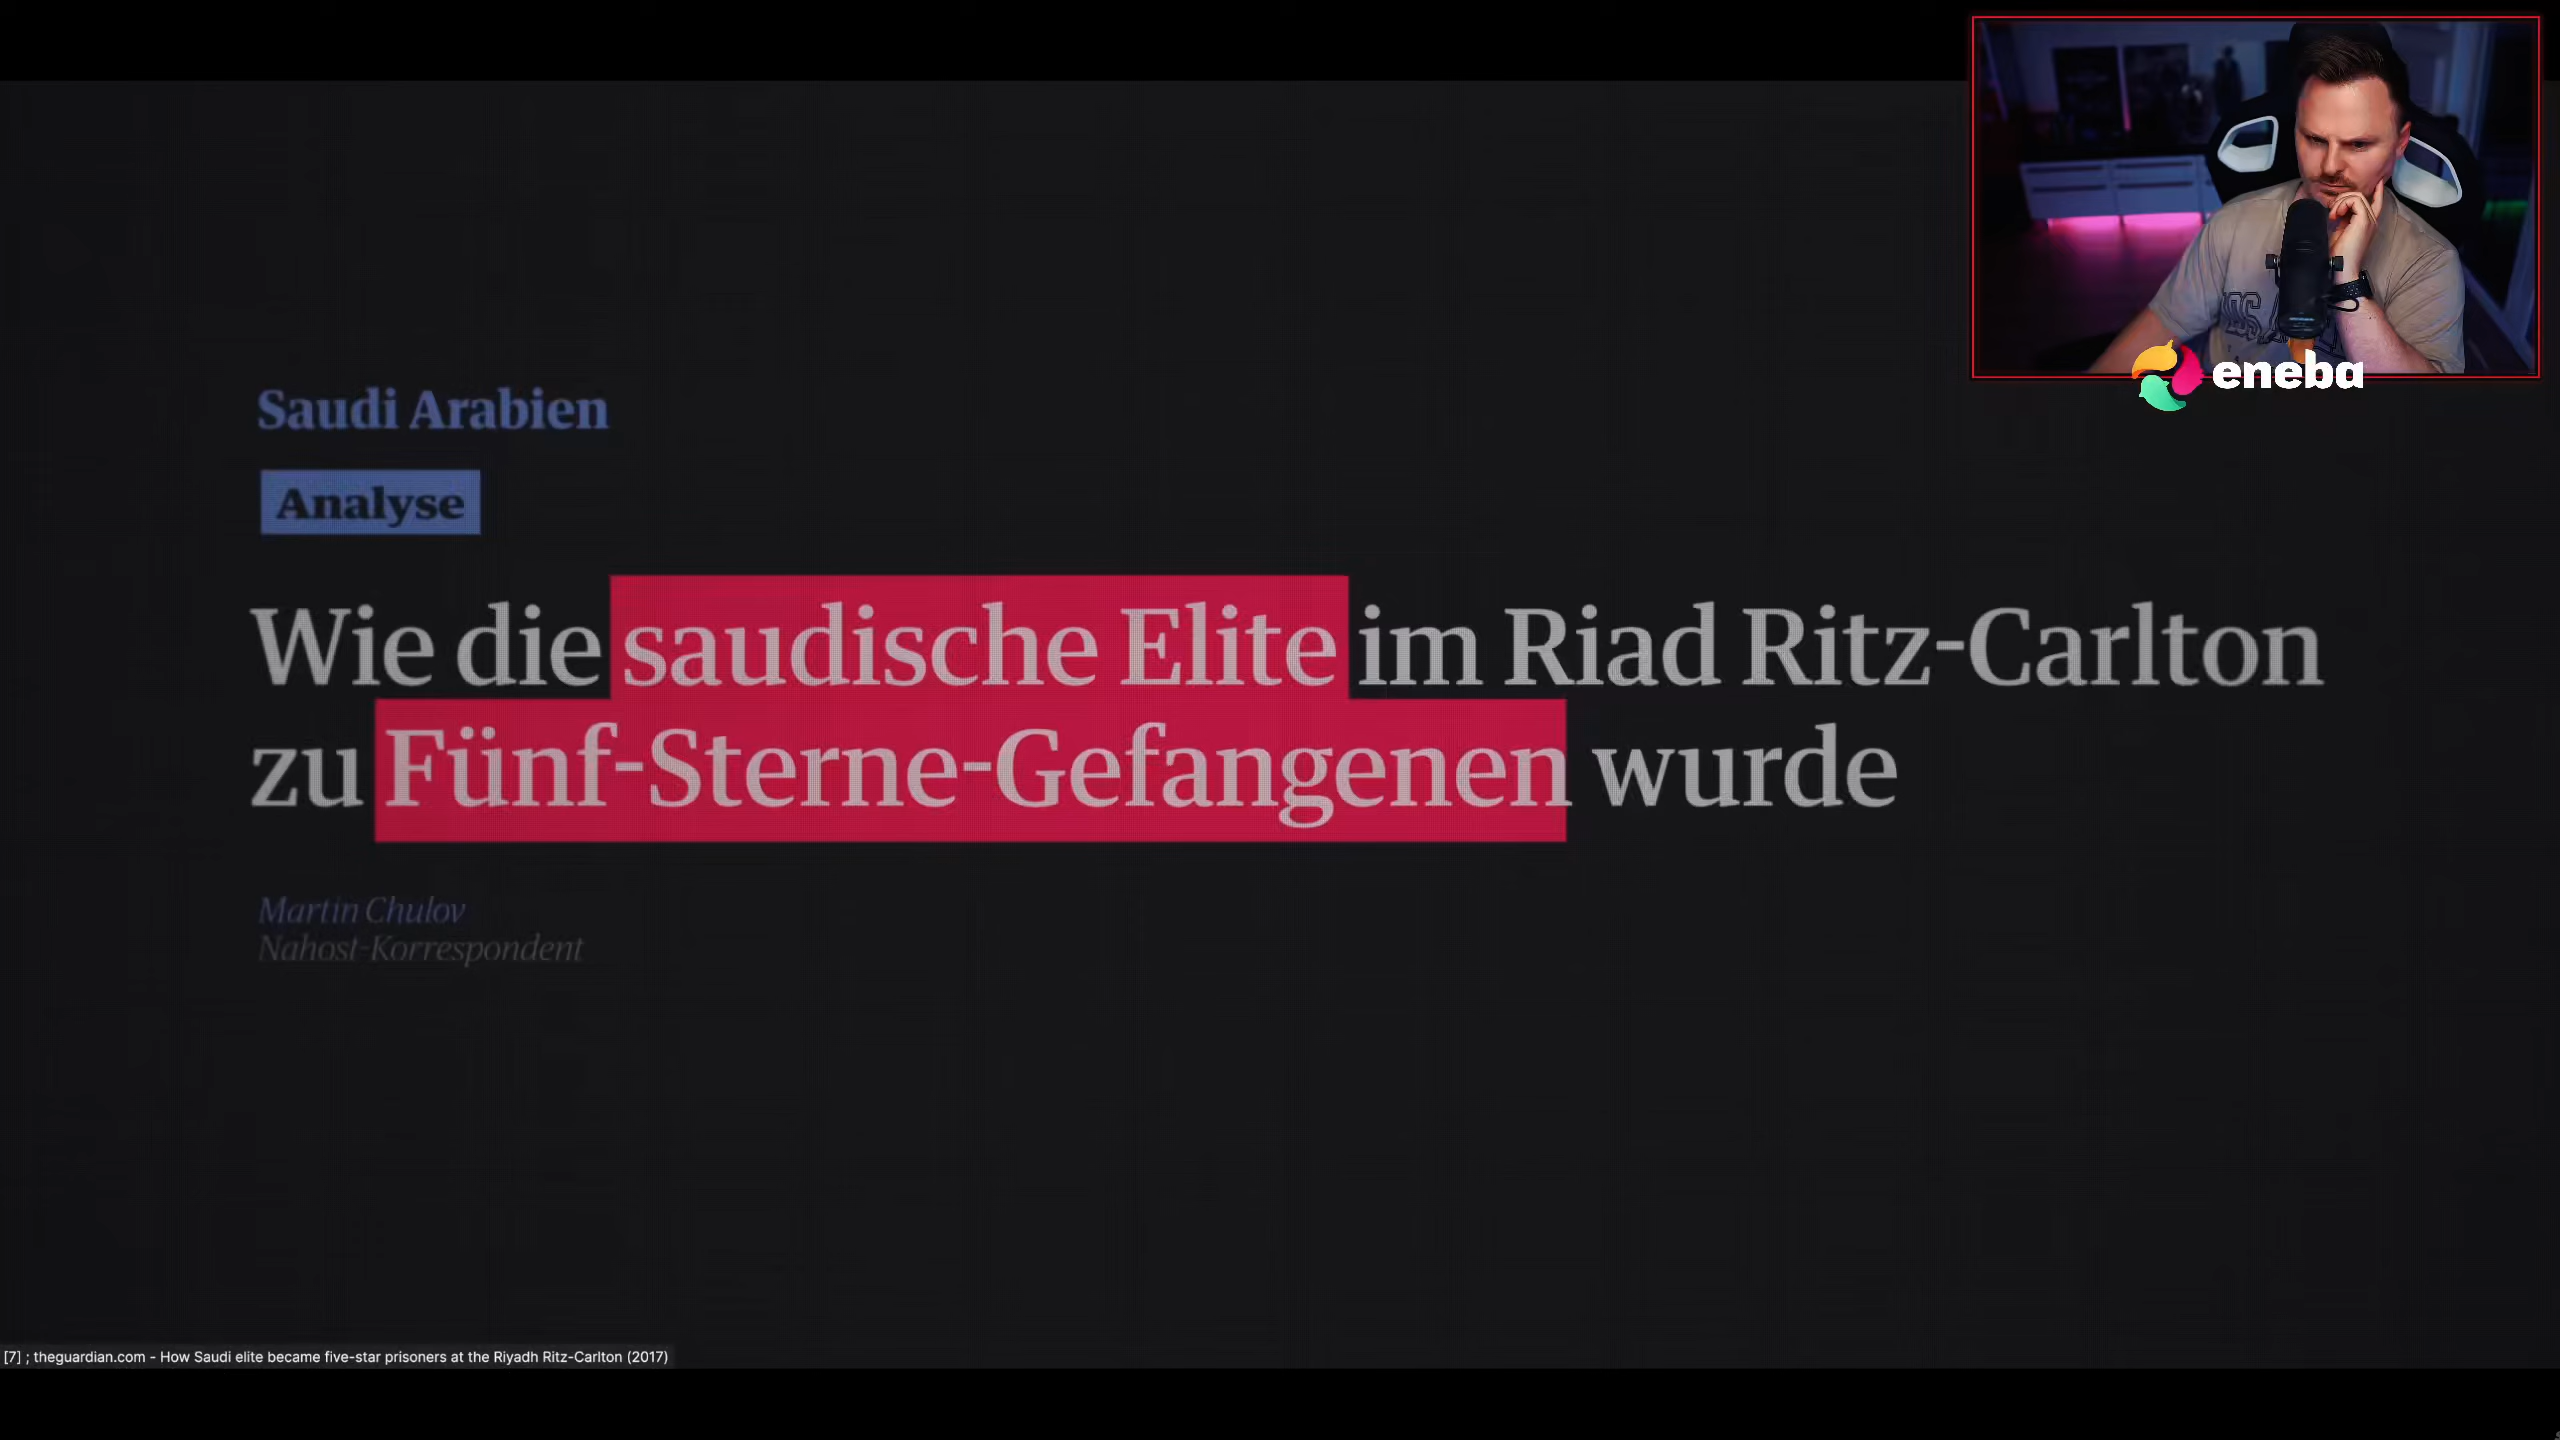 eneba
Saudi Arabien
Analyse
Wie die saudische Elite im Riad Ritz-Carlton
zu Fünf-Sterne-Gefangenen wurde
Martin Chulov
Nahost-Korrespondent
[7] ; theguardian.com - How Saudi elite became five-star prisoners at the Riyadh Ritz-Carlton (2017)